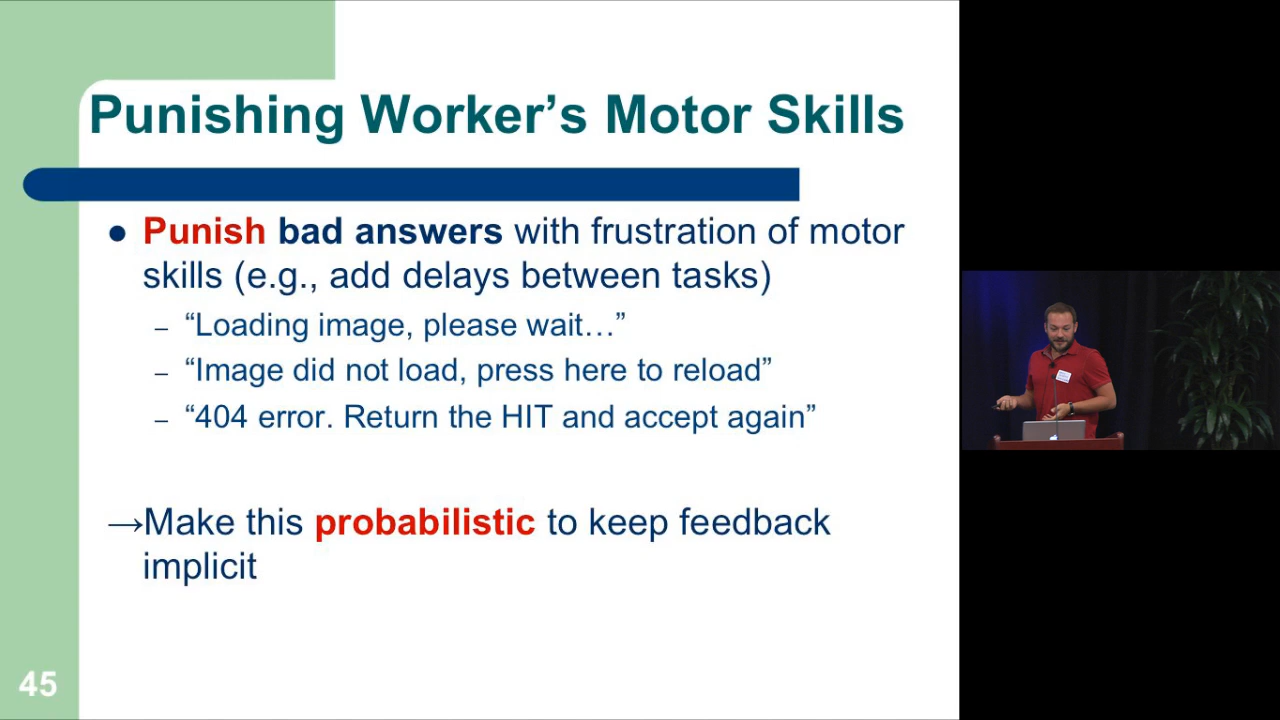 Punishing Worker’s Motor Skills
● Punish bad answers with frustration of motor
skills (e.g., add delays between tasks)
– “Loading image, please wait…”
– “Image did not load, press here to reload”
– “404 error. Return the HIT and accept again”
→Make this probabilistic to keep feedback
implicit
45